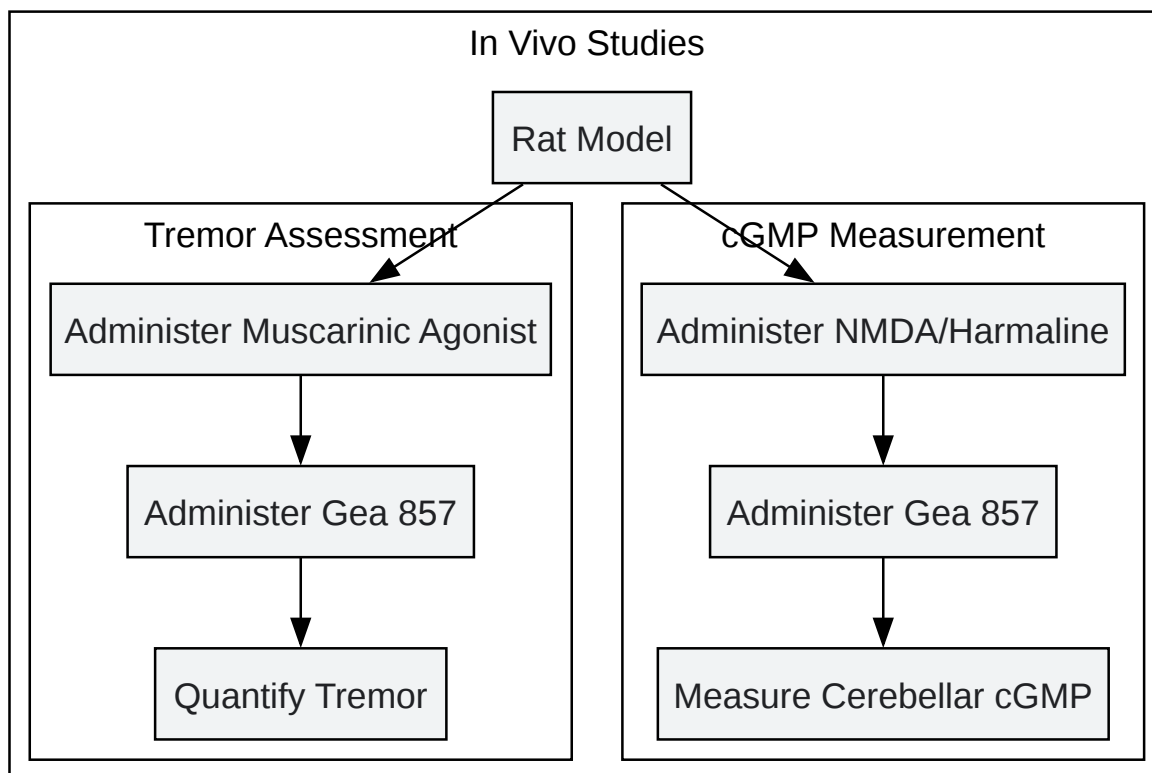 In Vivo Studies
Rat Model
Tremor Assessment
cGMP Measurement
Administer Muscarinic Agonist
Administer NMDA/Harmaline
Administer Gea 857
Administer Gea 857
Quantify Tremor
Measure Cerebellar cGMP